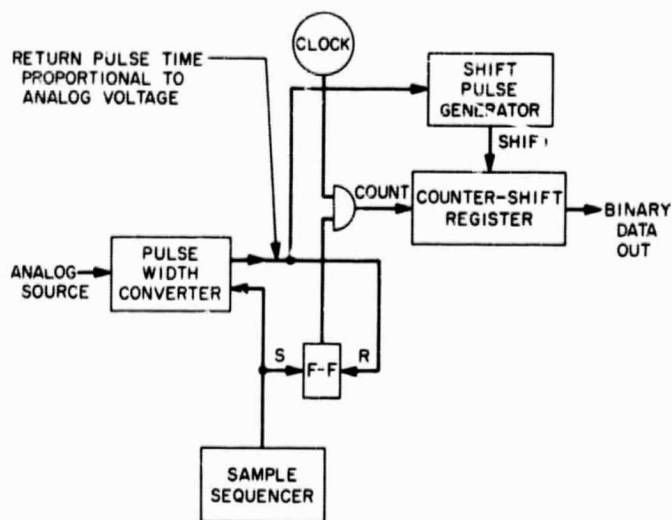 CLOCK
RETURN PULSE TIME
PROPORTIONAL TO
ANALOG VOLTAGE
SHIFT
PULSE
GENERATOR
COUNT
COUNTER-SHIFT
REGISTER
BINARY
DATA
OUT
ANALOG
SOURCE
PULSE
WIDTH
CONVERTER
S
F-F
R
SAMPLE
SEQUENCER